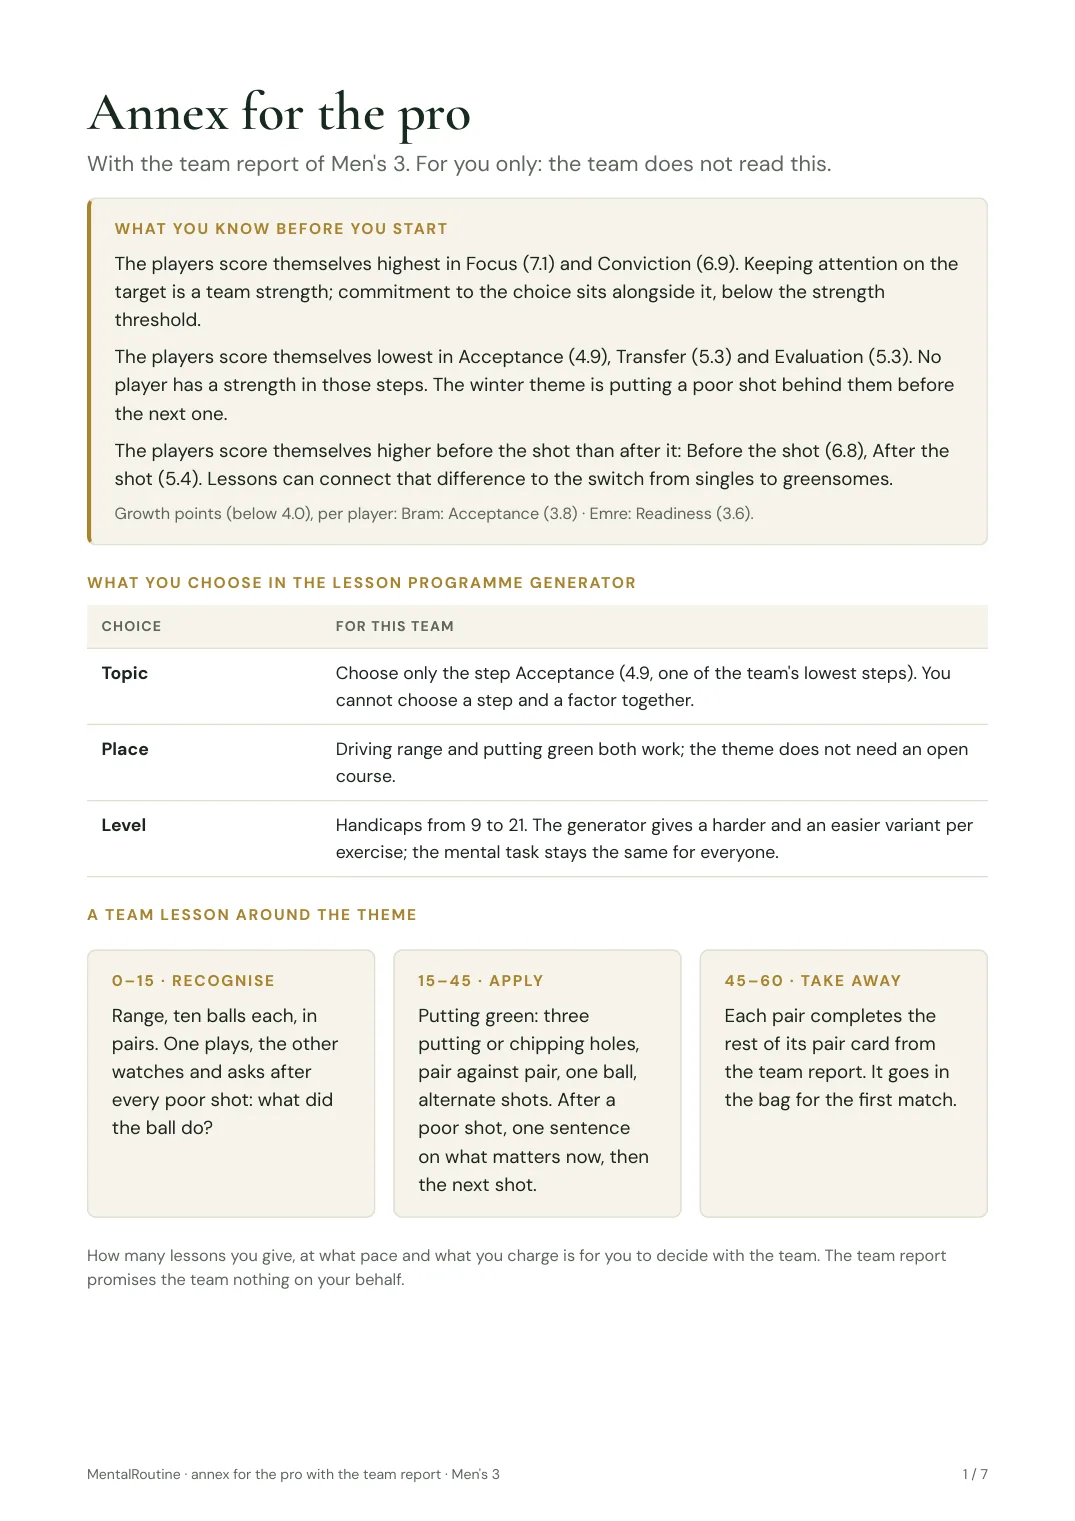 Annex for the pro
With the team report of Men's 3. For you only: the team does not read this.
WHAT YOU KNOW BEFORE YOU START
The players score themselves highest in Focus (7.1) and Conviction (6.9). Keeping attention on the
target is a team strength; commitment to the choice sits alongside it, below the strength
threshold.
The players score themselves lowest in Acceptance (4.9), Transfer (5.3) and Evaluation (5.3). No
player has a strength in those steps. The winter theme is putting a poor shot behind them before
the next one.
The players score themselves higher before the shot than after it: Before the shot (6.8), After the
shot (5.4). Lessons can connect that difference to the switch from singles to greensomes.
Growth points (below 4.0), per player: Bram: Acceptance (3.8) · Emre: Readiness (3.6).
WHAT YOU CHOOSE IN THE LESSON PROGRAMME GENERATOR
CHOICE FOR THIS TEAM
Topic Choose only the step Acceptance (4.9, one of the team's lowest steps). You
cannot choose a step and a factor together.
Place Driving range and putting green both work; the theme does not need an open
course.
Level Handicaps from 9 to 21. The generator gives a harder and an easier variant per
exercise; the mental task stays the same for everyone.
A TEAM LESSON AROUND THE THEME
0–15 · RECOGNISE
Range, ten balls each, in
pairs. One plays, the other
watches and asks after
every poor shot: what did
the ball do?
15–45 · APPLY
Putting green: three
putting or chipping holes,
pair against pair, one ball,
alternate shots. After a
poor shot, one sentence
on what matters now, then
the next shot.
45–60 · TAKE AWAY
Each pair completes the
rest of its pair card from
the team report. It goes in
the bag for the first match.
How many lessons you give, at what pace and what you charge is for you to decide with the team. The team report
promises the team nothing on your behalf.
MentalRoutine · annex for the pro with the team report · Men's 3 1 / 7